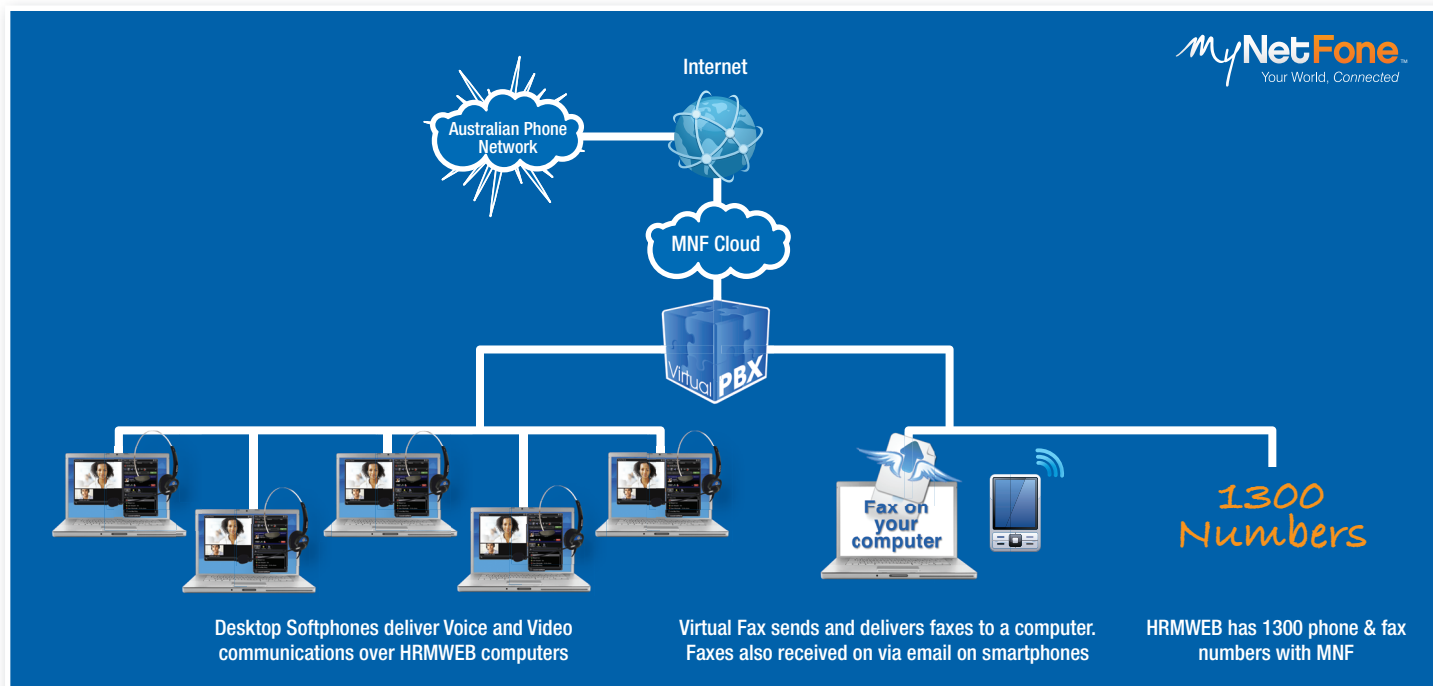 MyNetFone™
Your World, Connected
Internet
Australian Phone
Network
MNF Cloud
Virtual PBX
Fax on
your
computer
1300
Numbers
Desktop Softphones deliver Voice and Video
communications over HRMWEB computers
Virtual Fax sends and delivers faxes to a computer.
Faxes also received on via email on smartphones
HRMWEB has 1300 phone & fax
numbers with MNF